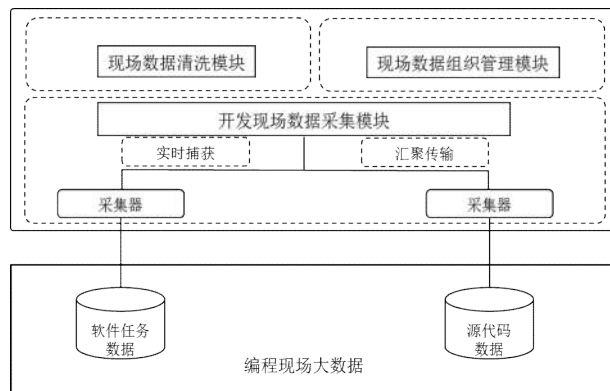 现场数据清洗模块
现场数据组织管理模块
开发现场数据采集模块
实时捕获
汇聚传输
采集器
采集器
软件任务
数据
源代码
数据
编程现场大数据